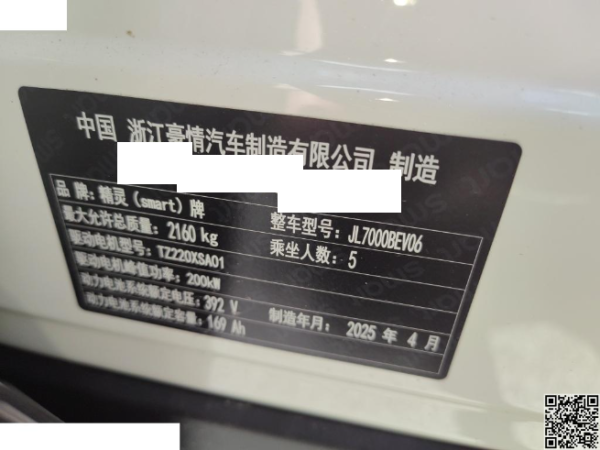 中国 浙江豪情汽车制造有限公司 制造
品 牌: 精灵 (smart) 牌
整车型号: JL7000BEV06
最大允许总质量: 2160 kg
乘坐人数: 5
驱动电机型号: TZ220XSA01
驱动电机峰值功率: 200kW
动力电池系统额定电压: 392 V
制造年月: 2025 年 4 月
动力电池系统额定容量: 169 Ah